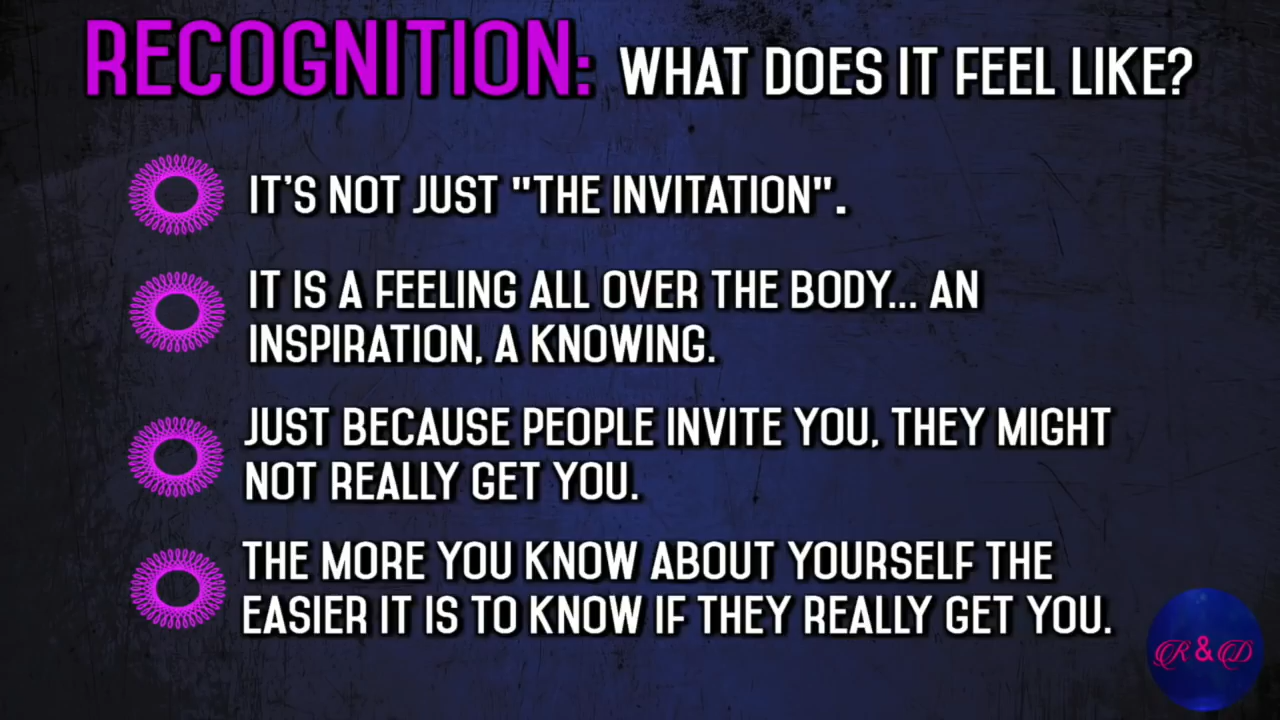 RECOGNITION: WHAT DOES IT FEEL LIKE?
IT'S NOT JUST "THE INVITATION".
IT IS A FEELING ALL OVER THE BODY... AN
INSPIRATION, A KNOWING.
JUST BECAUSE PEOPLE INVITE YOU, THEY MIGHT
NOT REALLY GET YOU.
THE MORE YOU KNOW ABOUT YOURSELF THE
EASIER IT IS TO KNOW IF THEY REALLY GET YOU.
R & D